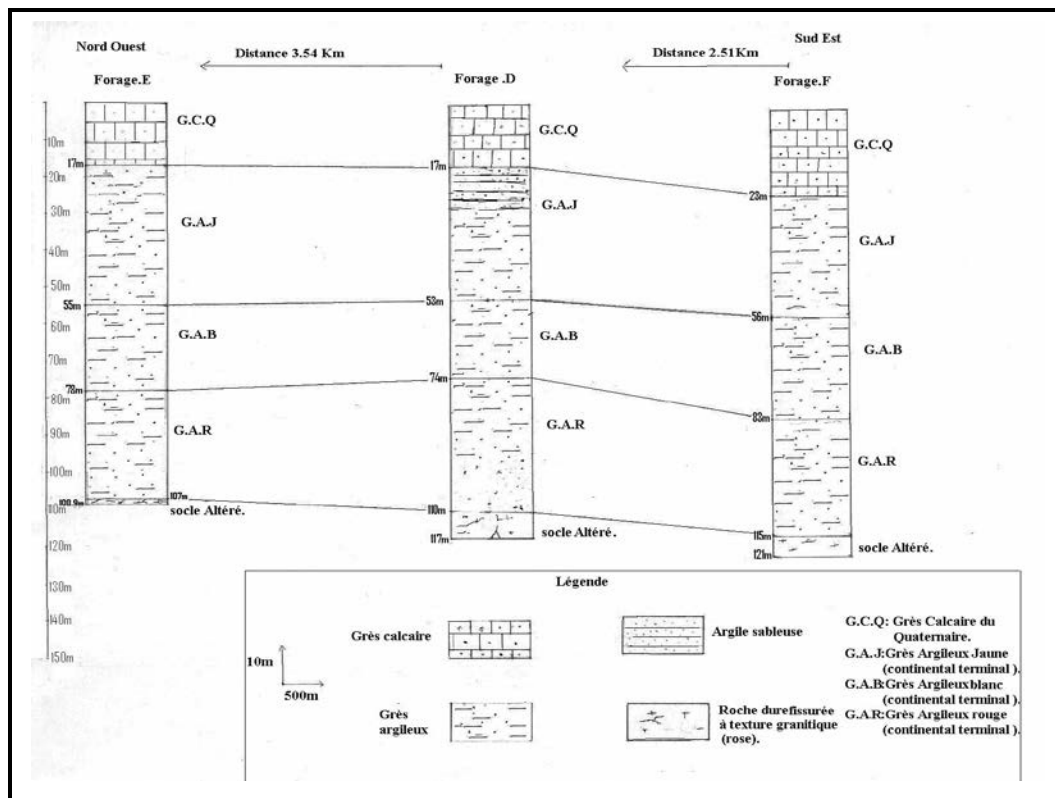 Nord Ouest
Sud Est
Distance 3.54 Km
Distance 2.51Km
Forage.E
Forage .D
Forage.F
G.C.Q
G.C.Q
G.C.Q
10m
17m
17m
20m
23m
G.A.J
G.A.J
G.A.J
30m
40m
50m
55m
53m
56m
60m
G.A.B
G.A.B
G.A.B
70m
78m
74m
83m
80m
90m
G.A.R
G.A.R
G.A.R
100m
107m
socle Altéré.
10m
110m
117m
socle Altéré.
115m
121m
socle Altéré.
120m
130m
140m
150m
Légende
Grès calcaire
Argile sableuse
10m
500m
Grès
argileux
Roche durefissurée
à texture granitique
(rose).
G.C.Q: Grès Calcaire du
Quaternaire.
G.A.J:Grès Argileux Jaune
(continental terminal ).
G.A.B:Grès Argileuxblanc
(continental terminal ).
G.A.R:Grès Argileux rouge
(continental terminal ).